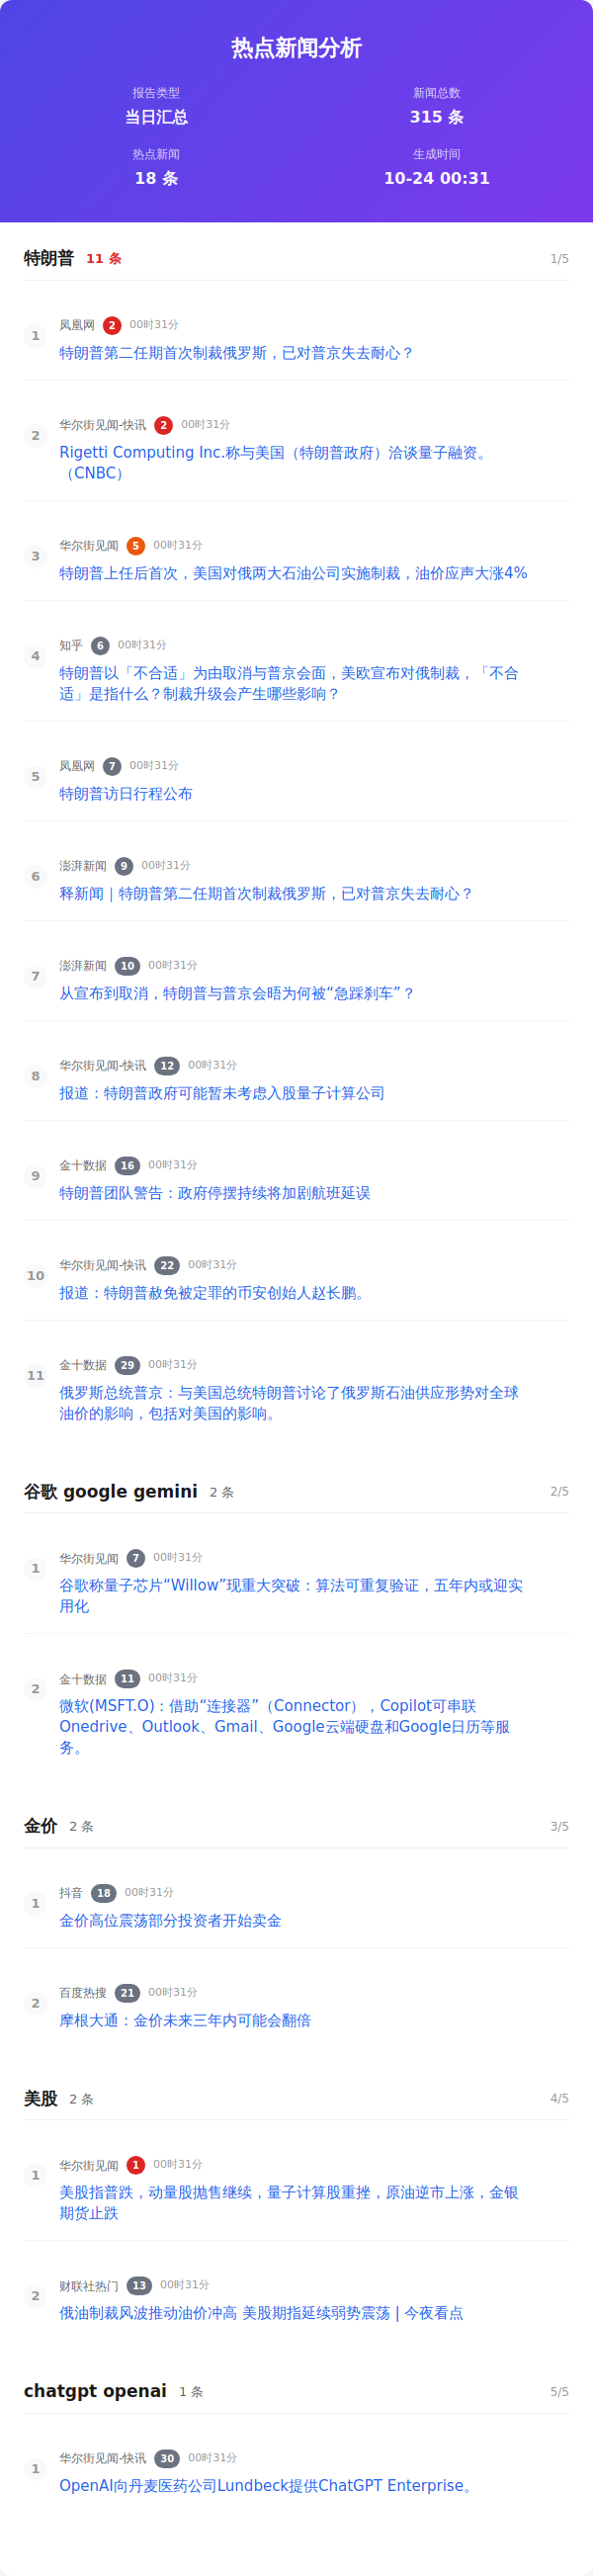 热点新闻分析
报告类型
新闻总数
当日汇总
315 条
热点新闻
生成时间
18 条
10-24 00:31
特朗普 11 条 1/5
1
凤凰网 2 00时31分
特朗普第二任期首次制裁俄罗斯，已对普京失去耐心？
2
华尔街见闻-快讯 2 00时31分
Rigetti Computing Inc.称与美国（特朗普政府）洽谈量子融资。
（CNBC）
3
华尔街见闻 5 00时31分
特朗普上任后首次，美国对俄两大石油公司实施制裁，油价应声大涨4%
4
知乎 6 00时31分
特朗普以「不合适」为由取消与普京会面，美欧宣布对俄制裁，「不合
适」是指什么？制裁升级会产生哪些影响？
5
凤凰网 7 00时31分
特朗普访日行程公布
6
澎湃新闻 9 00时31分
释新闻｜特朗普第二任期首次制裁俄罗斯，已对普京失去耐心？
7
澎湃新闻 10 00时31分
从宣布到取消，特朗普与普京会晤为何被“急踩刹车”？
8
华尔街见闻-快讯 12 00时31分
报道：特朗普政府可能暂未考虑入股量子计算公司
9
金十数据 16 00时31分
特朗普团队警告：政府停摆持续将加剧航班延误
10
华尔街见闻-快讯 22 00时31分
报道：特朗普赦免被定罪的币安创始人赵长鹏。
11
金十数据 29 00时31分
俄罗斯总统普京：与美国总统特朗普讨论了俄罗斯石油供应形势对全球
油价的影响，包括对美国的影响。
谷歌 google gemini 2 条 2/5
1
华尔街见闻 7 00时31分
谷歌称量子芯片“Willow”现重大突破：算法可重复验证，五年内或迎实
用化
2
金十数据 11 00时31分
微软(MSFT.O)：借助“连接器”（Connector），Copilot可串联
Onedrive、Outlook、Gmail、Google云端硬盘和Google日历等服
务。
金价 2 条 3/5
1
抖音 18 00时31分
金价高位震荡部分投资者开始卖金
2
百度热搜 21 00时31分
摩根大通：金价未来三年内可能会翻倍
美股 2 条 4/5
1
华尔街见闻 1 00时31分
美股指普跌，动量股抛售继续，量子计算股重挫，原油逆市上涨，金银
期货止跌
2
财联社热门 13 00时31分
俄油制裁风波推动油价冲高 美股期指延续弱势震荡 | 今夜看点
chatgpt openai 1 条 5/5
1
华尔街见闻-快讯 30 00时31分
OpenAI向丹麦医药公司Lundbeck提供ChatGPT Enterprise。